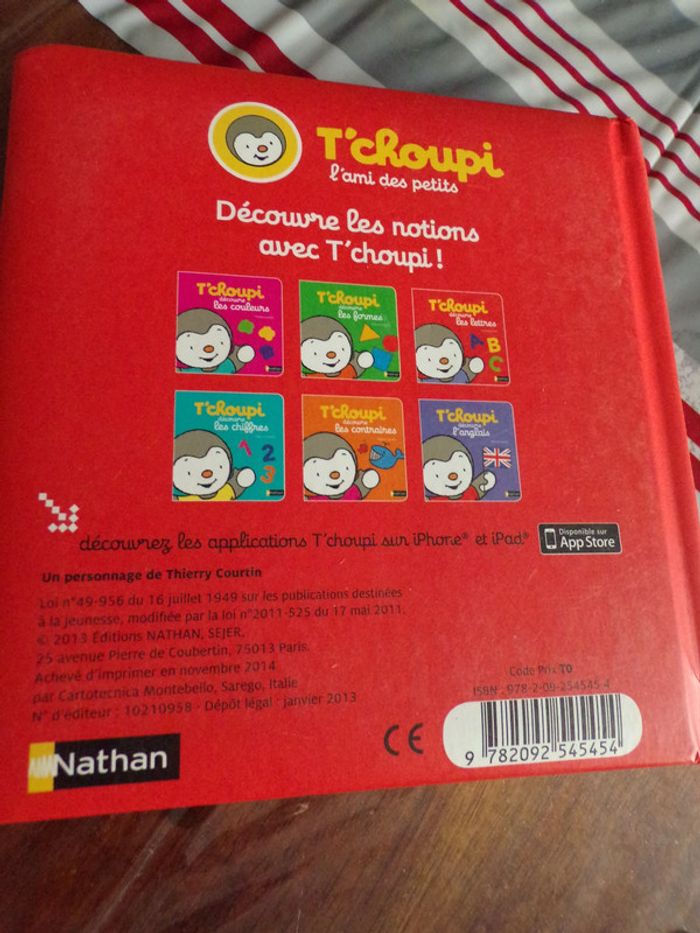 T'choupi
l'ami des petits
Découvre les notions
avec T'choupi !
T'choupi
découvre
les couleurs
T'choupi
découvre
les formes
T'choupi
découvre
les lettres
A B C
T'choupi
découvre
les chiffres
1 2 3
T'choupi
découvre
les contraires
T'choupi
découvre
l'anglais
découvrez les applications T'choupi sur iPhone® et iPad®
Disponible sur
App Store
Un personnage de Thierry Courtin
Loi n°49-956 du 16 juillet 1949 sur les publications destinées
à la jeunesse, modifiée par la loi n°2011-525 du 17 mai 2011.
© 2013 Éditions NATHAN, SEJER,
25 avenue Pierre de Coubertin, 75013 Paris.
Achevé d'imprimer en novembre 2014
par Cartotecnica Montebello, Sarego, Italie
N° d'éditeur : 10210958 - Dépôt légal : janvier 2013
Code Prix T0
ISBN : 978-2-09-254545-4
CE
9 782092 545454
Nathan